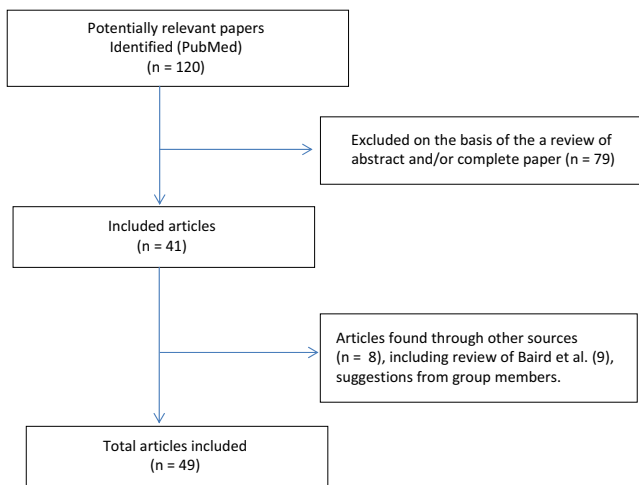 Potentially relevant papers
Identified (PubMed)
(n = 120)
Excluded on the basis of the a review of
abstract and/or complete paper (n = 79)
Included articles
(n = 41)
Articles found through other sources
(n = 8), including review of Baird et al. (9),
suggestions from group members.
Total articles included
(n = 49)